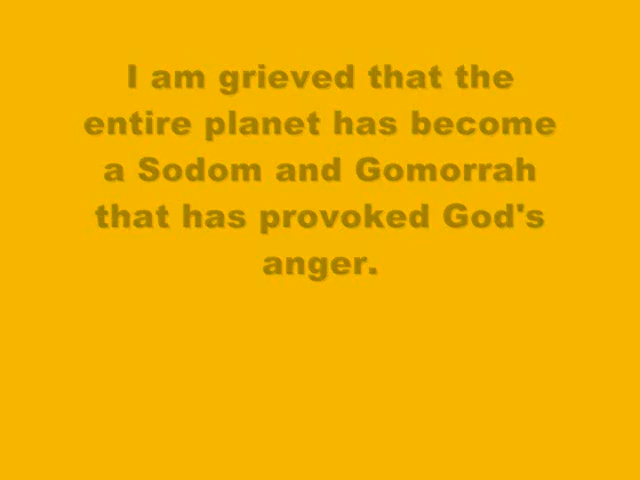 I am grieved that the
entire planet has become
a Sodom and Gomorrah
that has provoked God's
anger.